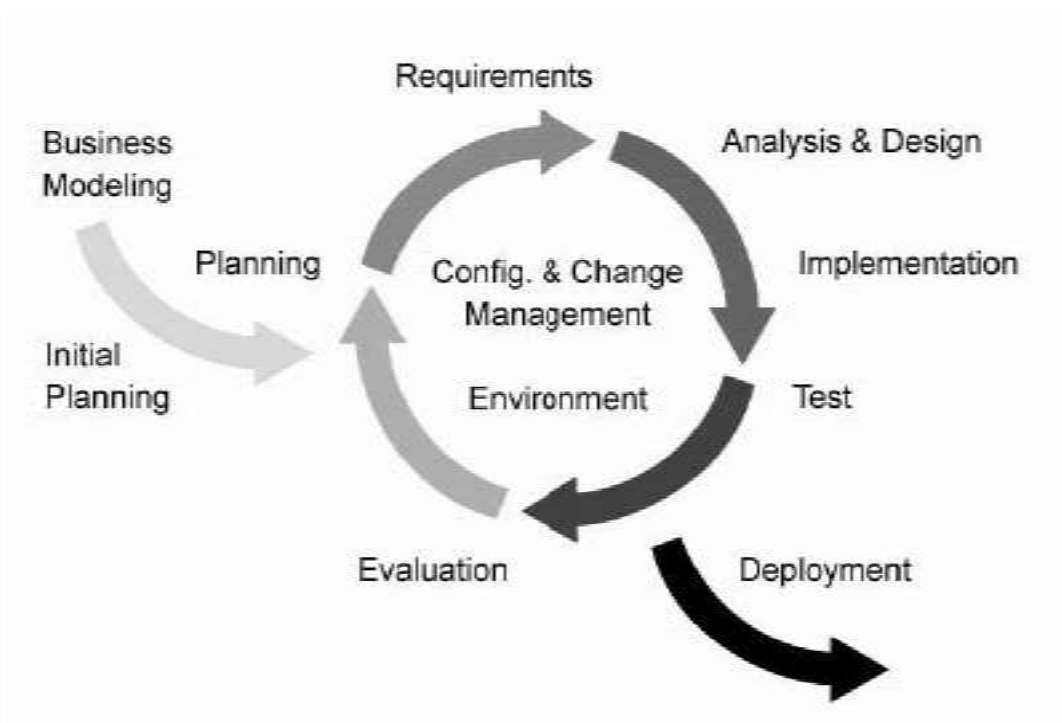 Requirements
Business
Modeling
Analysis & Design
Planning
Config. & Change
Management
Implementation
Initial
Planning
Environment
Test
Evaluation
Deployment